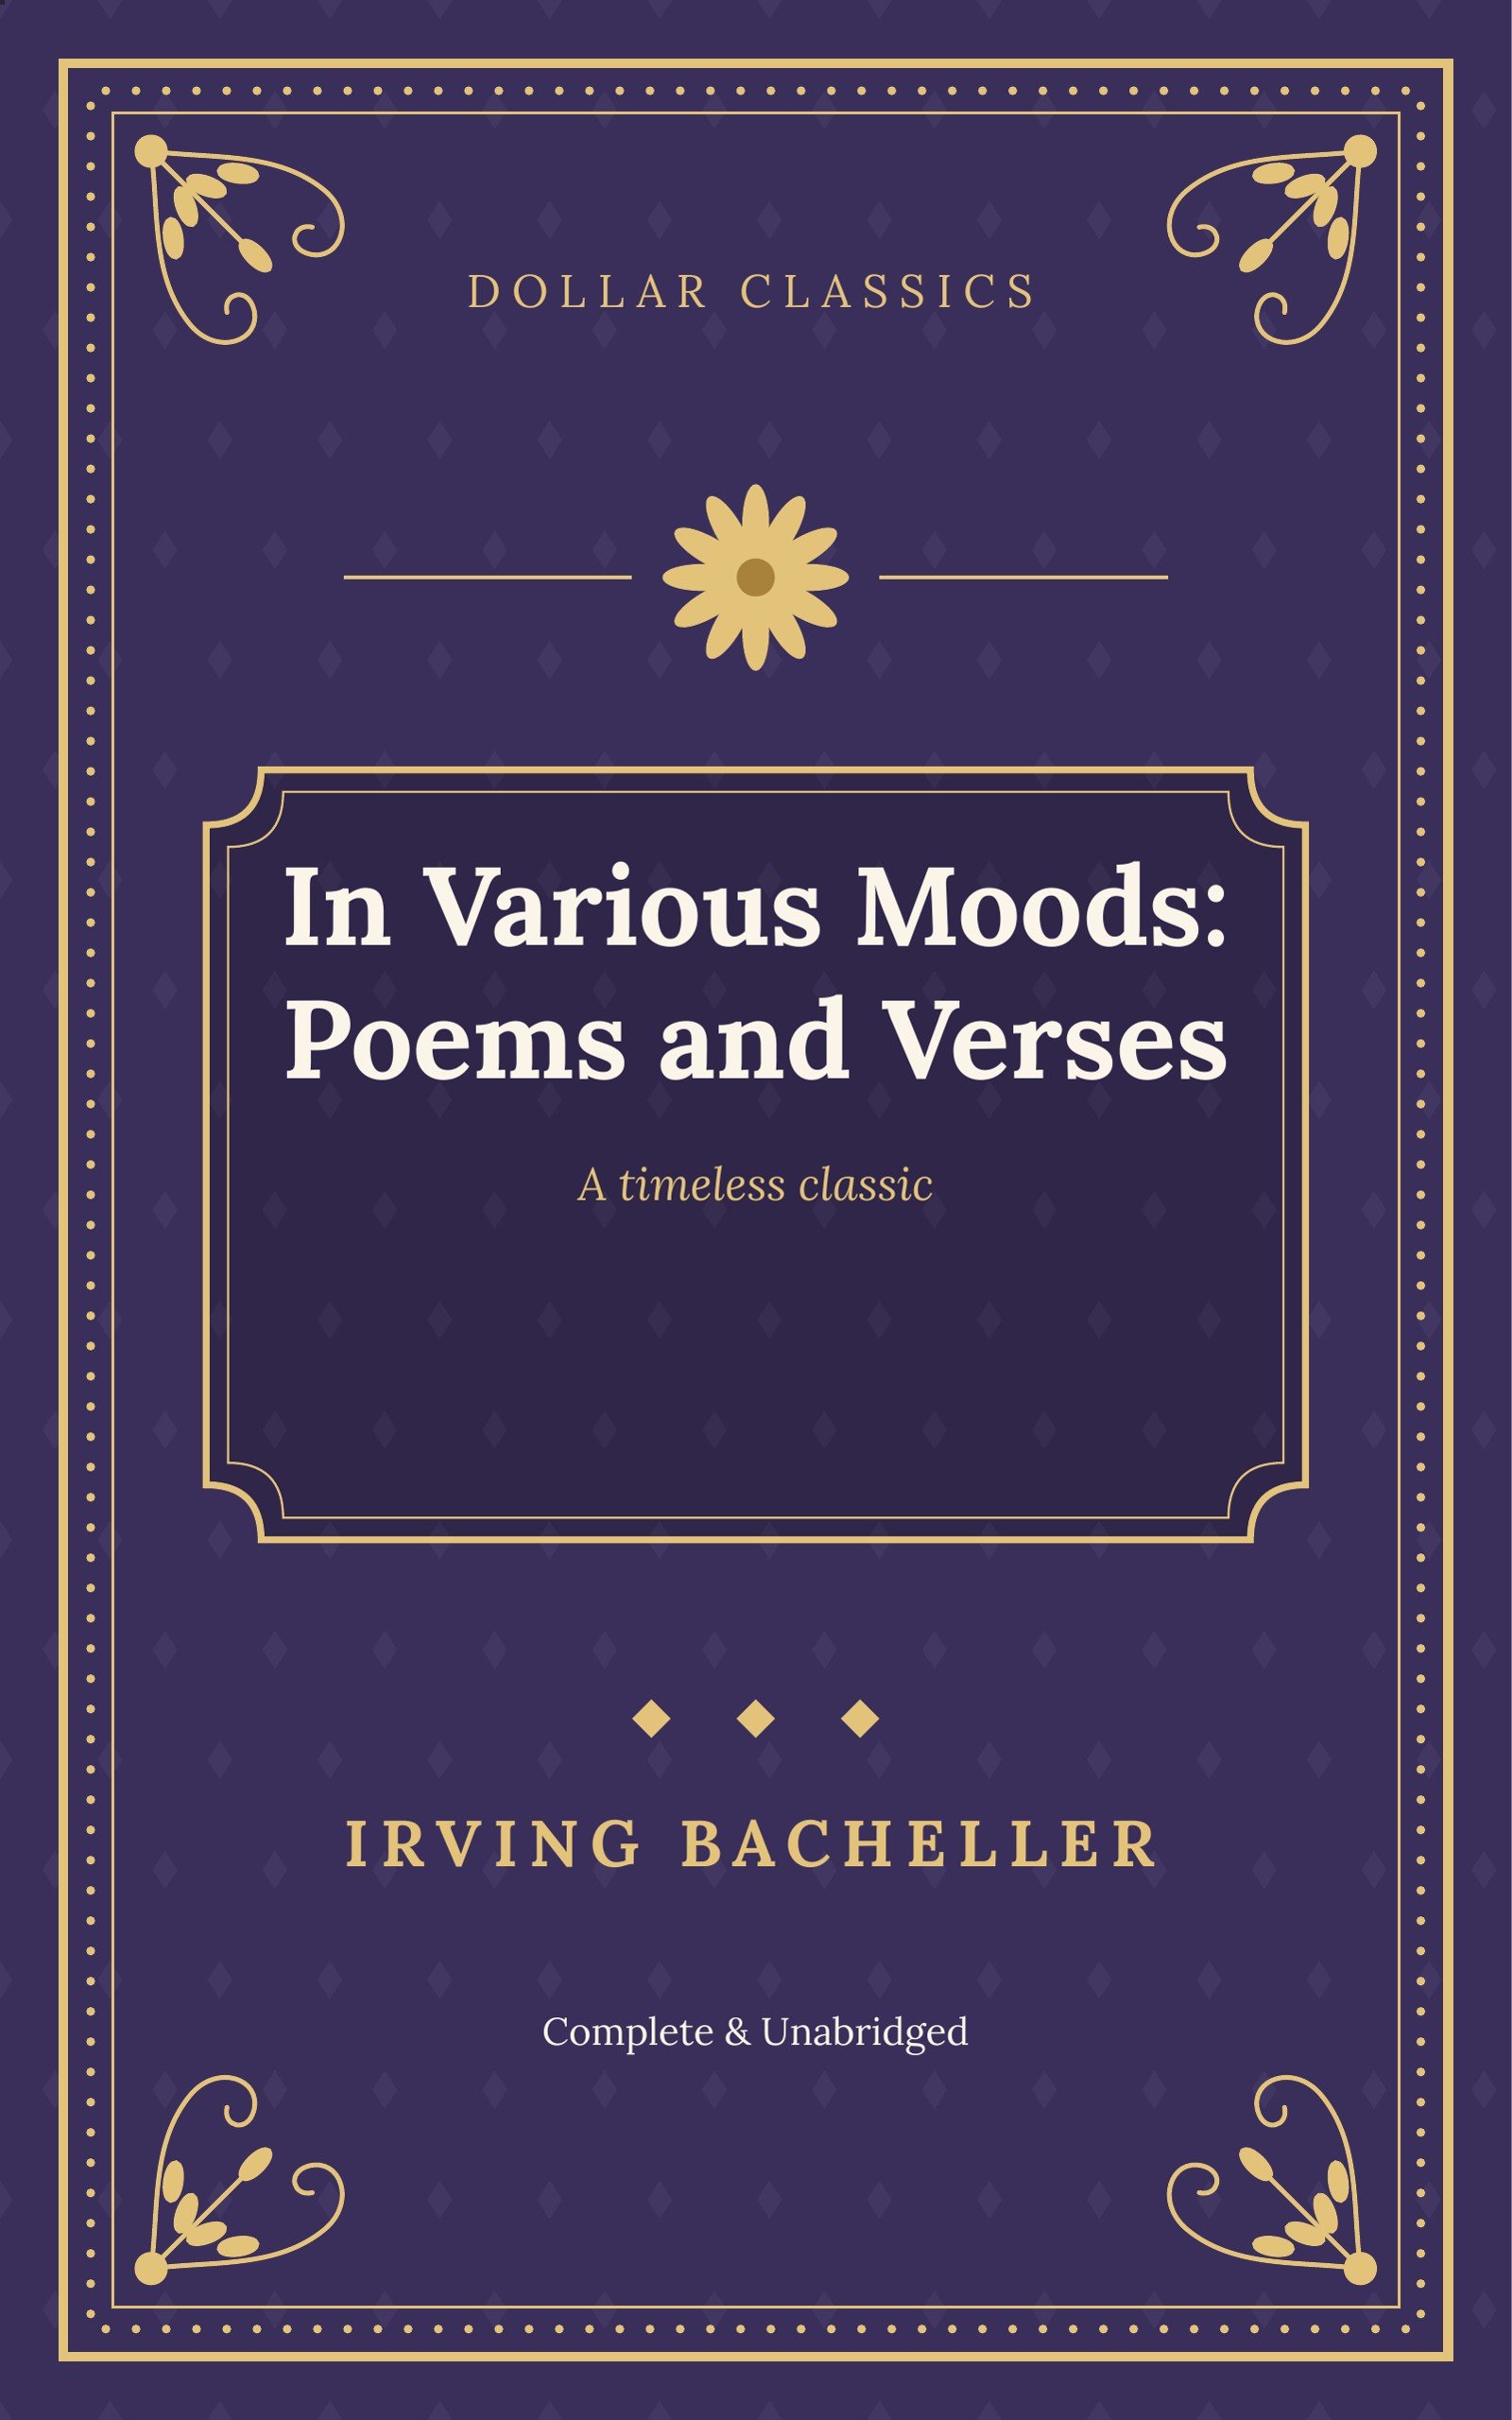 DOLLAR CLASSICS
In Various Moods:
Poems and Verses
A timeless classic
IRVING BACHELLER
Complete & Unabridged